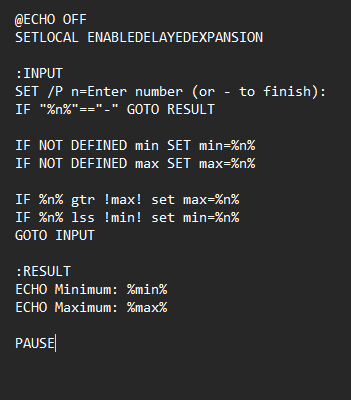 @ECHO OFF
SETLOCAL ENABLEDELAYEDEXPANSION
:INPUT
SET /P n=Enter number (or - to finish):
IF "%n%"=="-" GOTO RESULT
IF NOT DEFINED min SET min=%n%
IF NOT DEFINED max SET max=%n%
IF %n% gtr !max! set max=%n%
IF %n% lss !min! set min=%n%
GOTO INPUT
:RESULT
ECHO Minimum: %min%
ECHO Maximum: %max%
PAUSE